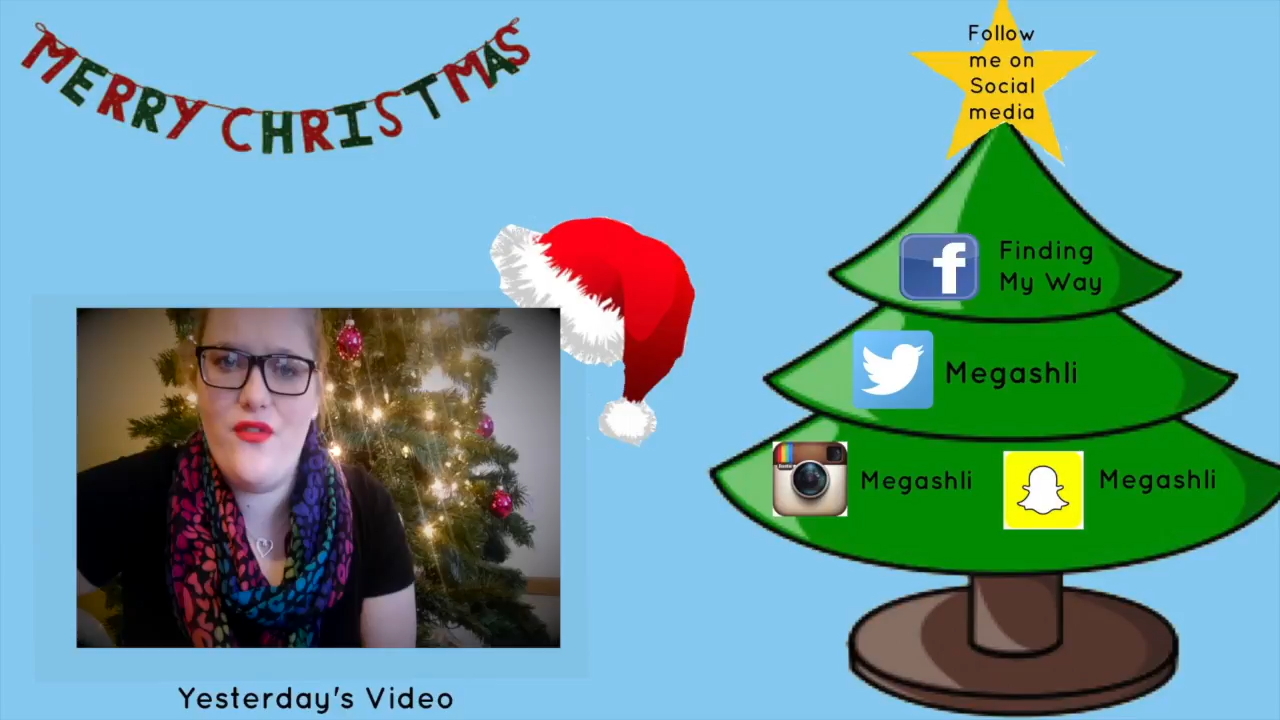 MERRY CHRISTMAS
Follow
me on
Social
media
Finding
My Way
Megashli
Megashli
Megashli
Yesterday's Video